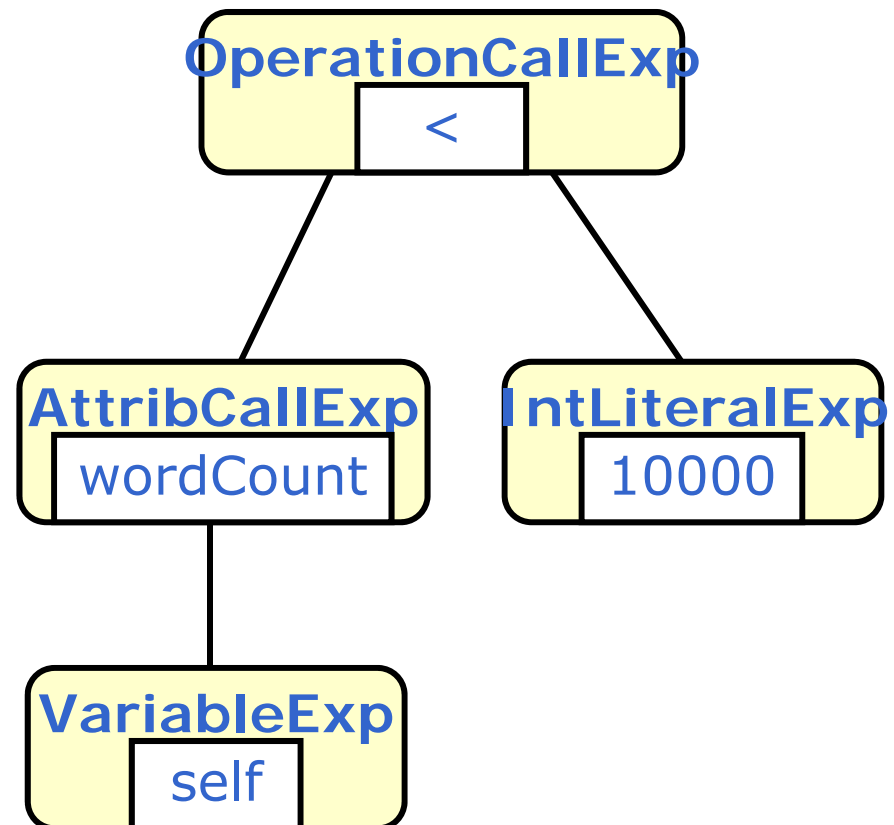 OperationCallExp
<
AttribCallExp
wordCount
IntLiteralExp
10000
VariableExp
self